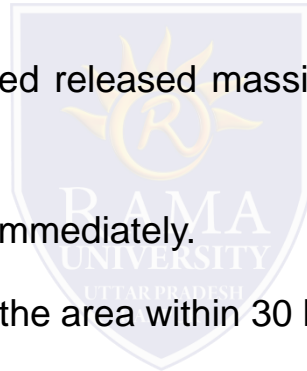 ed released massi
RAMA
mmediately.
UNIVERSITY
UTTAR PRADESH
the area within 30